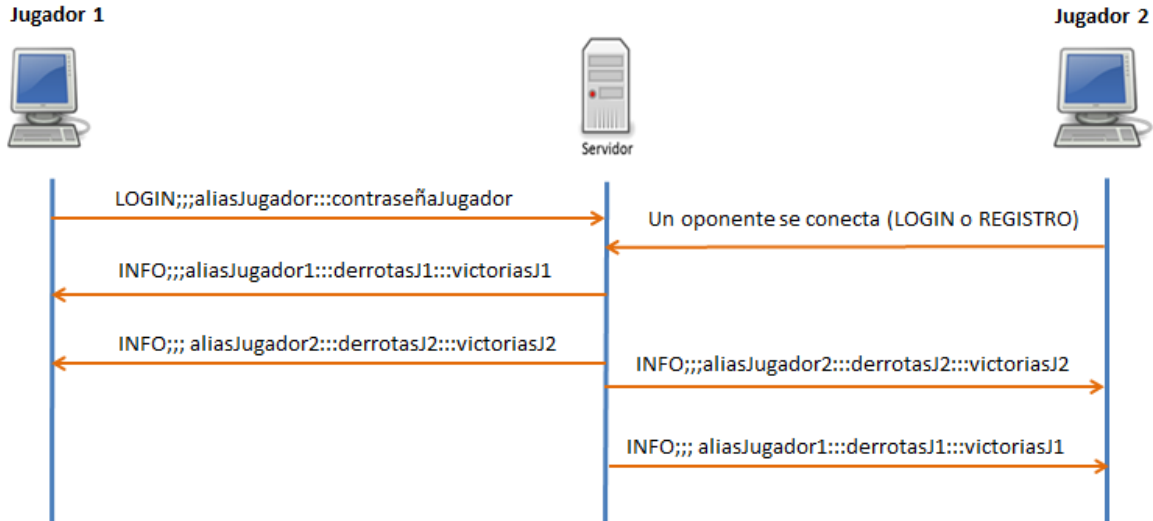 Jugador 1
Jugador 2
Servidor
LOGIN;;;aliasJugador:::contraseñaJugador
Un oponente se conecta (LOGIN o REGISTRO)
INFO;;;aliasJugador1:::derrotasJ1:::victoriasJ1
INFO;;; aliasJugador2:::derrotasJ2:::victoriasJ2
INFO;;;aliasJugador2:::derrotasJ2:::victoriasJ2
INFO;;; aliasJugador1:::derrotasJ1:::victoriasJ1